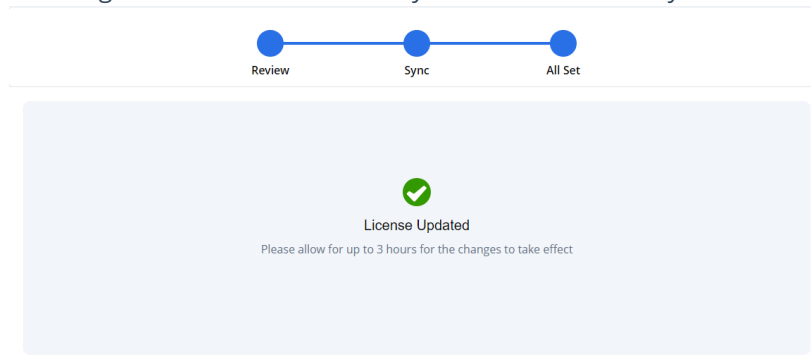 Review
Sync
All Set
License Updated
Please allow for up to 3 hours for the changes to take effect